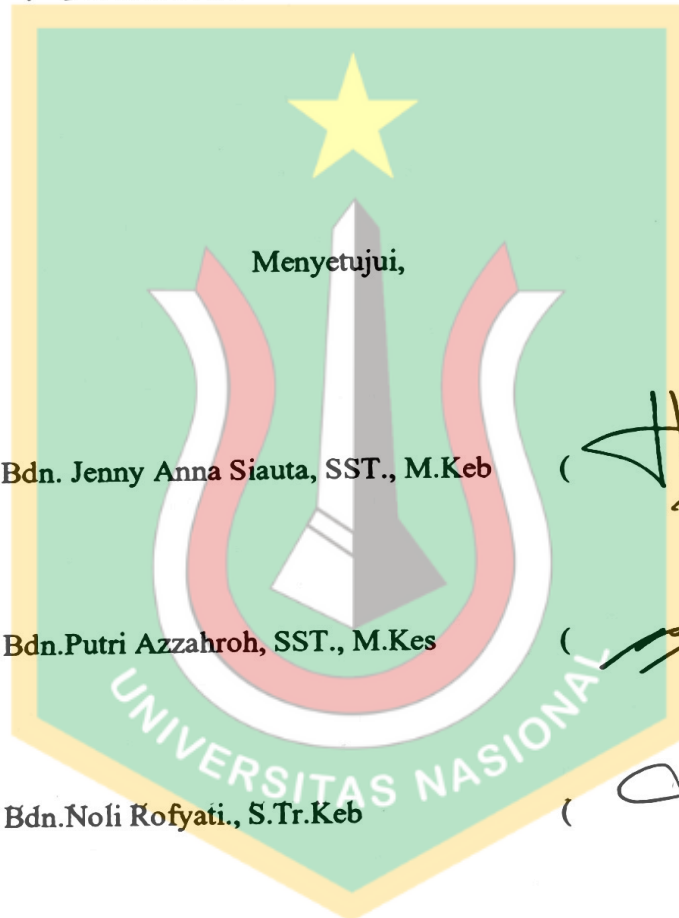 Menyetujui,
Bdn. Jenny Anna Siauta, SST., M.Keb (
Bdn.Putri Azzahroh, SST., M.Kes (
Bdn.Noli Rofyati., S.Tr.Keb (
UNIVERSITAS NASIONAL